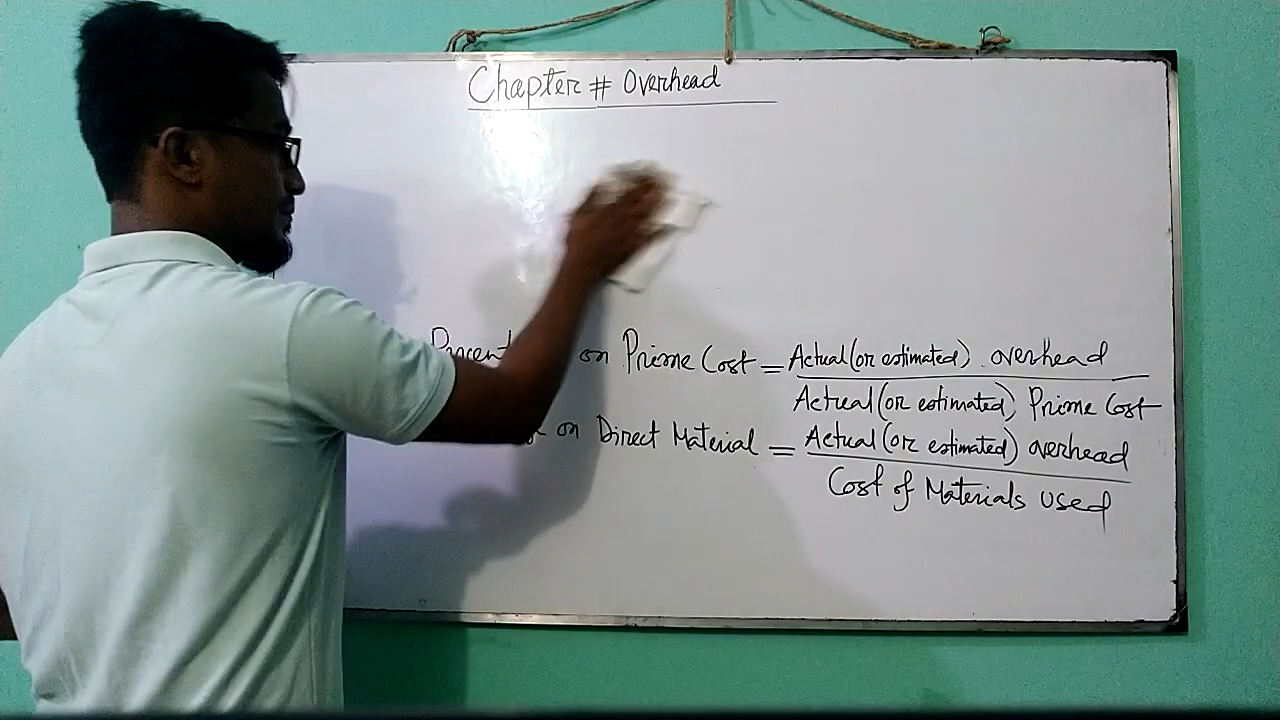 Chapter # Overhead
on Prime Cost = Actual (or estimated) . overhead
Actual (or estimated) Prime Cost
on Direct Material = Actual (or estimated) overhead
Cost of Materials used